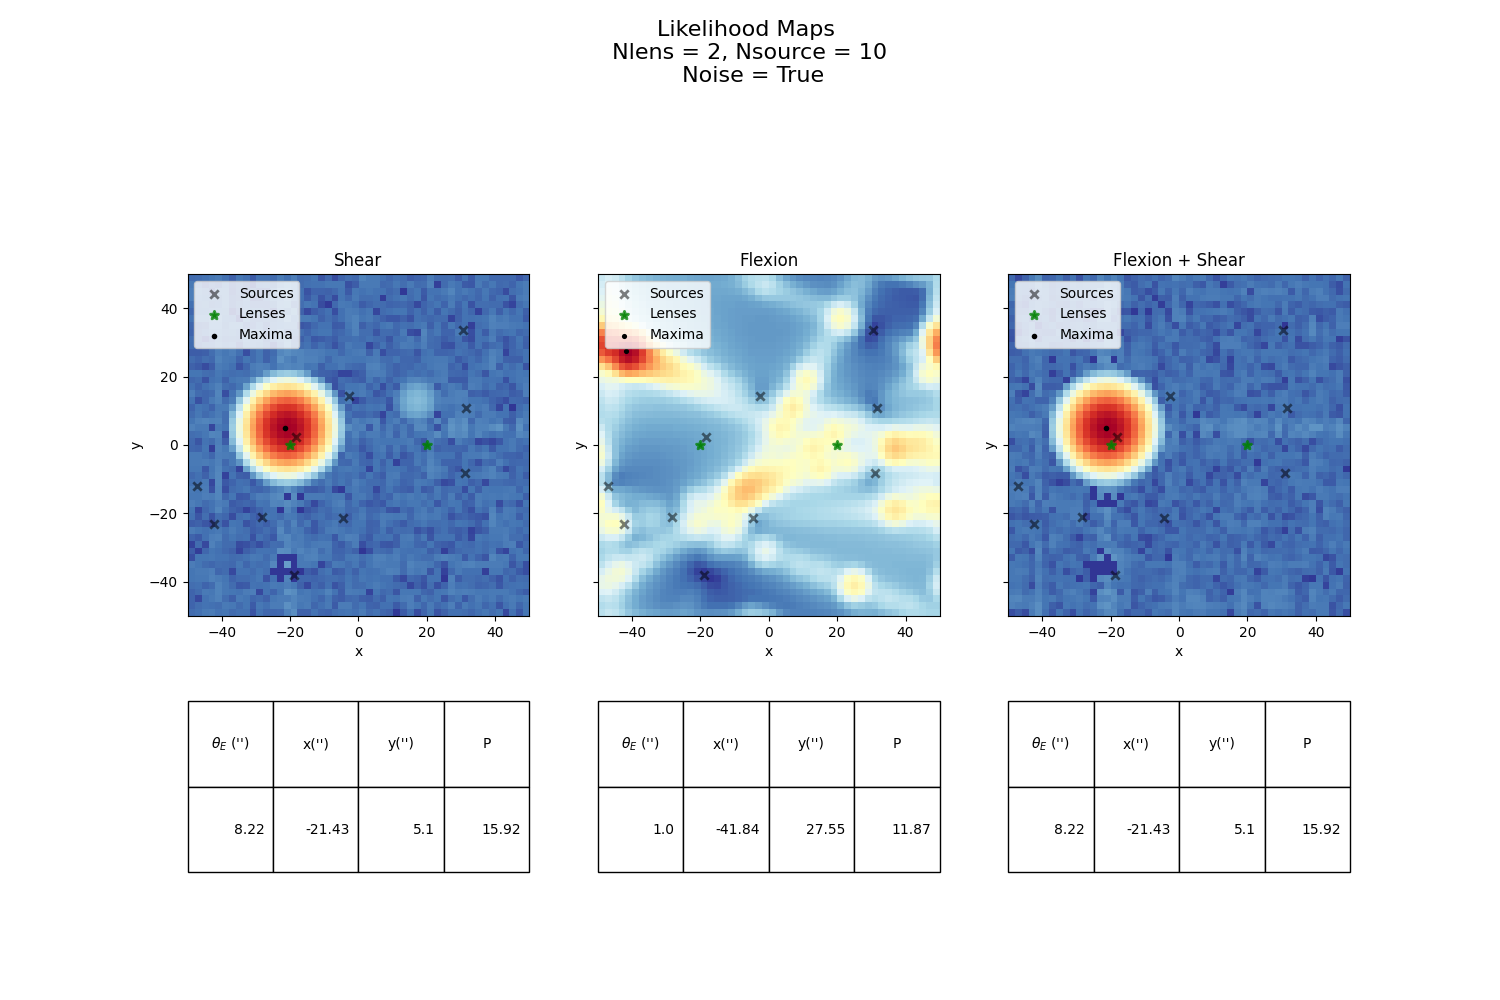 Likelihood Maps
Nlens = 2, Nsource = 10
Noise = True
Shear
Sources
Lenses
Maxima
40
20
0
−20
−40
y
−40 −20 0 20 40
x
Flexion
Sources
Lenses
Maxima
y
−40 −20 0 20 40
x
Flexion + Shear
Sources
Lenses
Maxima
y
−40 −20 0 20 40
x
θE ('') x('') y('') P
8.22 -21.43 5.1 15.92
θE ('') x('') y('') P
1.0 -41.84 27.55 11.87
θE ('') x('') y('') P
8.22 -21.43 5.1 15.92